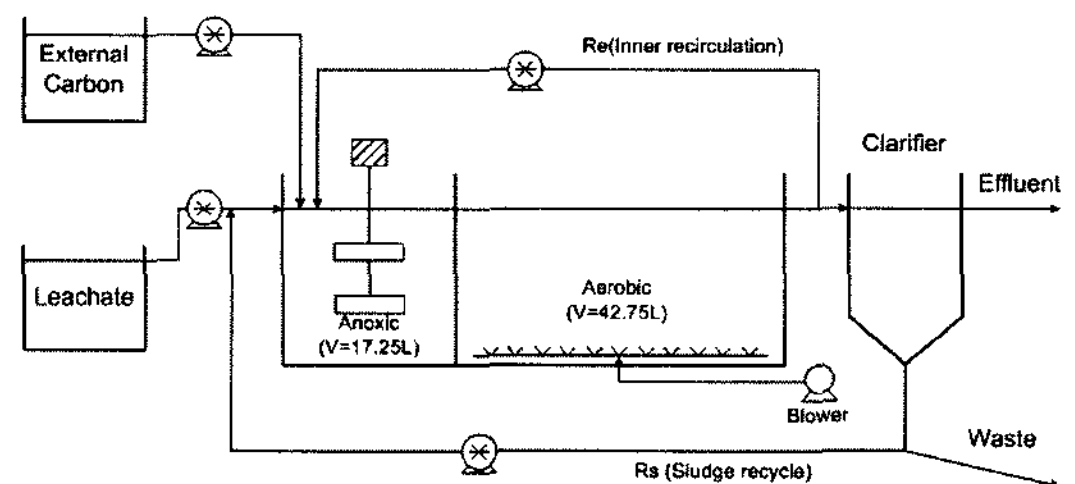 External
Carbon
Re(Inner recirculation)
Clarifier
Effluent
Leachate
Anoxic
(V=17.25L)
Aerobic
(V=42.75L)
Blower
Waste
Rs (Sludge recycle)